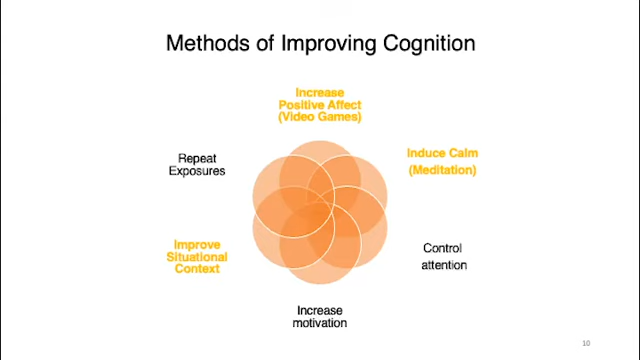 Methods of Improving Cognition
Increase
Positive Affect
(Video Games)
Induce Calm
(Meditation)
Control
attention
Increase
motivation
Improve
Situational
Context
Repeat
Exposures
10